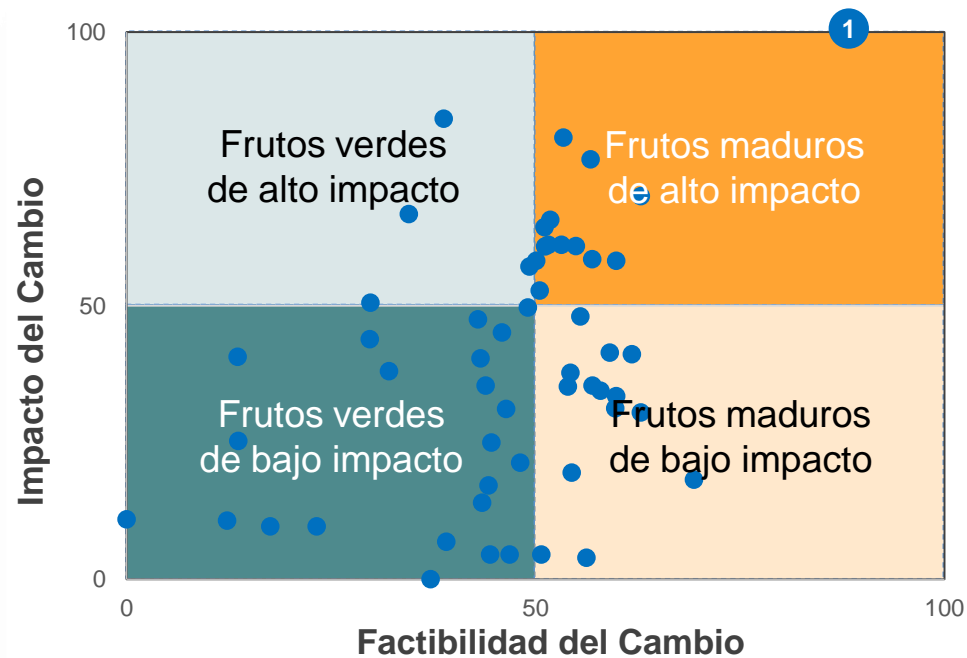 1
100
Frutos verdes
de alto impacto
Frutos maduros
de alto impacto
Impacto del Cambio
50
Frutos verdes
de bajo impacto
Frutos maduros
de bajo impacto
0
0
50
100
Factibilidad del Cambio